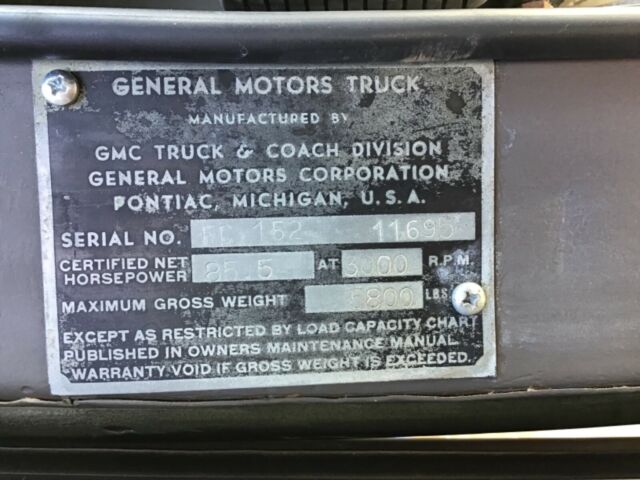 GENERAL MOTORS TRUCK
MANUFACTURED BY
GMC TRUCK & COACH DIVISION
GENERAL MOTORS CORPORATION
PONTIAC, MICHIGAN, U.S.A.
SERIAL NO. 152
CERTIFIED NET HORSEPOWER 85.5 AT R.P.M.
MAXIMUM GROSS WEIGHT 5800 LBS.
EXCEPT AS RESTRICTED BY LOAD CAPACITY CHART
PUBLISHED IN OWNERS MAINTENANCE MANUAL.
WARRANTY VOID IF GROSS WEIGHT IS EXCEEDED.